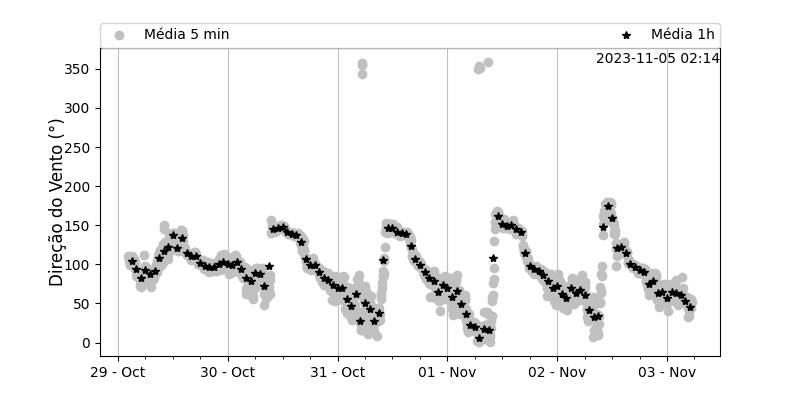 Média 5 min
Média 1h
2023-11-05 02:14
Direção do Vento (°)
350
300
250
200
150
100
50
0
29 - Oct
30 - Oct
31 - Oct
01 - Nov
02 - Nov
03 - Nov